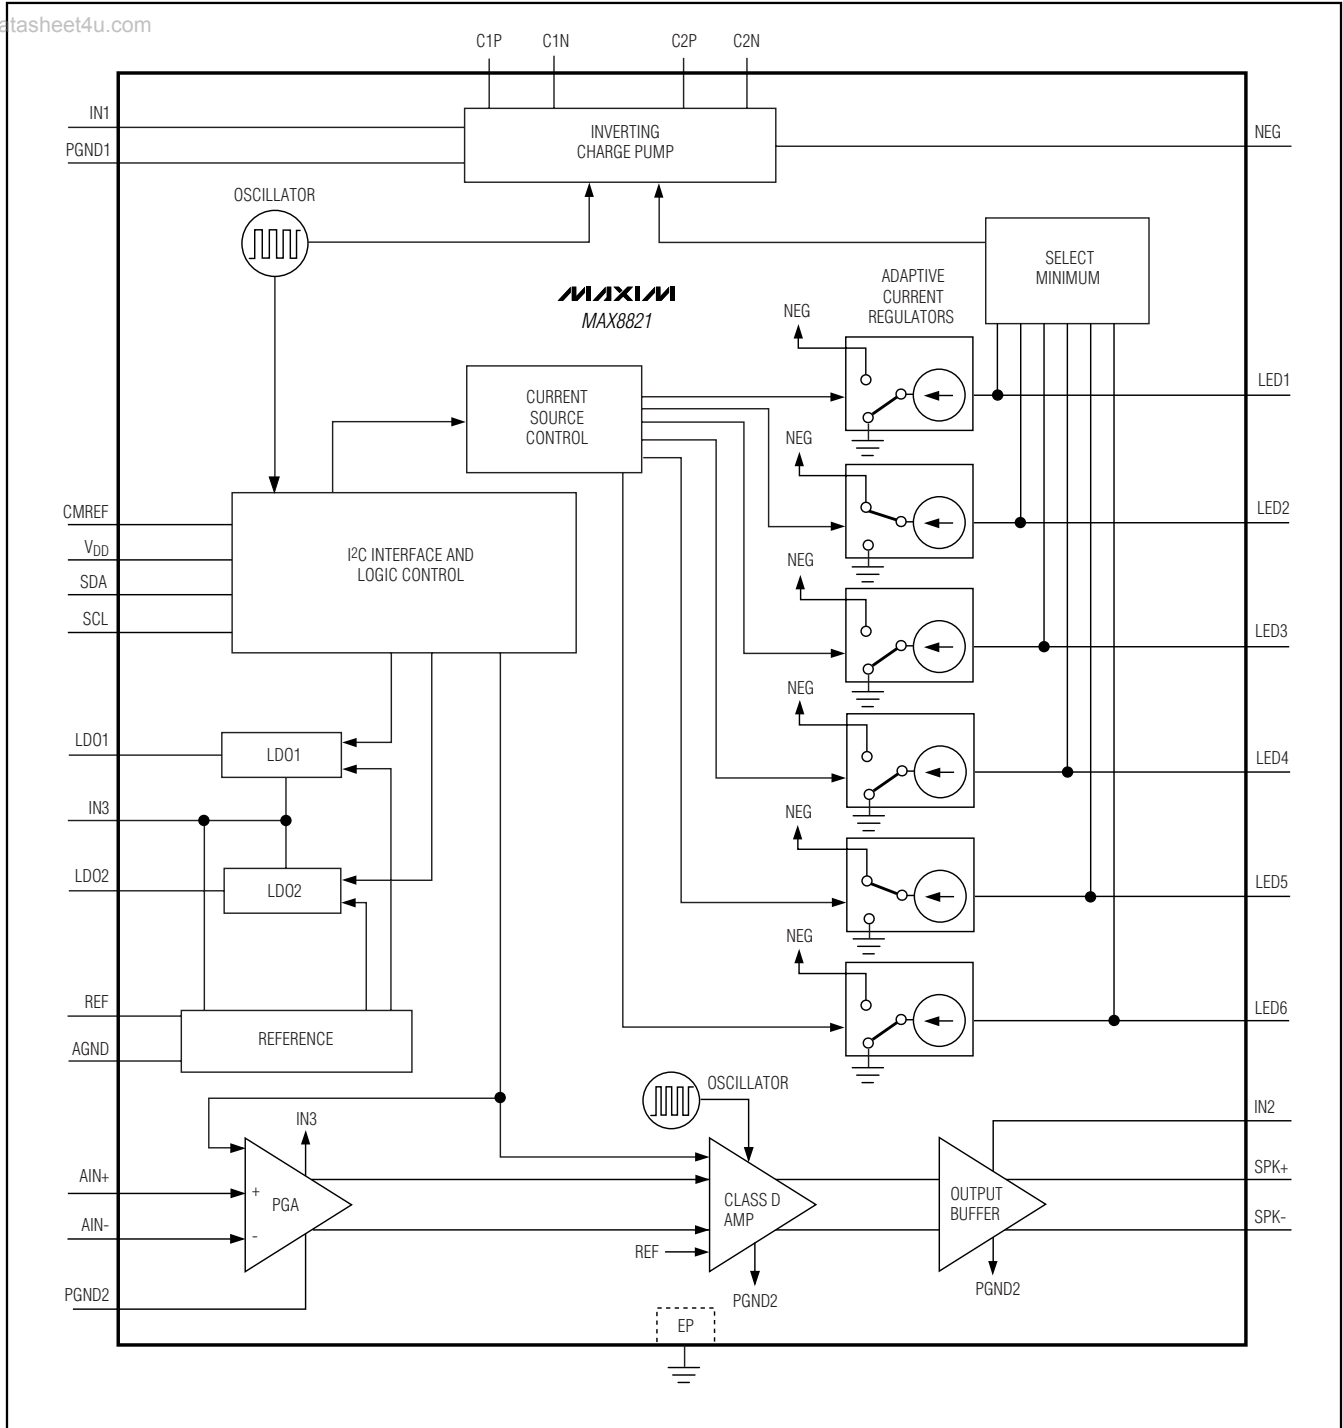 atasheet4u.com
C1P C1N C2P C2N
IN1
PGND1
INVERTING
CHARGE PUMP
NEG
OSCILLATOR
SELECT
MINIMUM
MAXIM
MAX8821
ADAPTIVE
CURRENT
REGULATORS
NEG
LED1
CURRENT
SOURCE
CONTROL
NEG
LED2
CMREF
VDD
SDA
SCL
I2C INTERFACE AND
LOGIC CONTROL
NEG
LED3
NEG
LED4
LDO1
LDO1
IN3
LDO2
LDO2
NEG
LED5
NEG
LED6
REF
AGND
REFERENCE
OSCILLATOR
IN3
IN2
AIN+
AIN-
+
-
PGA
CLASS D
AMP
REF
OUTPUT
BUFFER
SPK+
SPK-
PGND2
PGND2
PGND2
EP